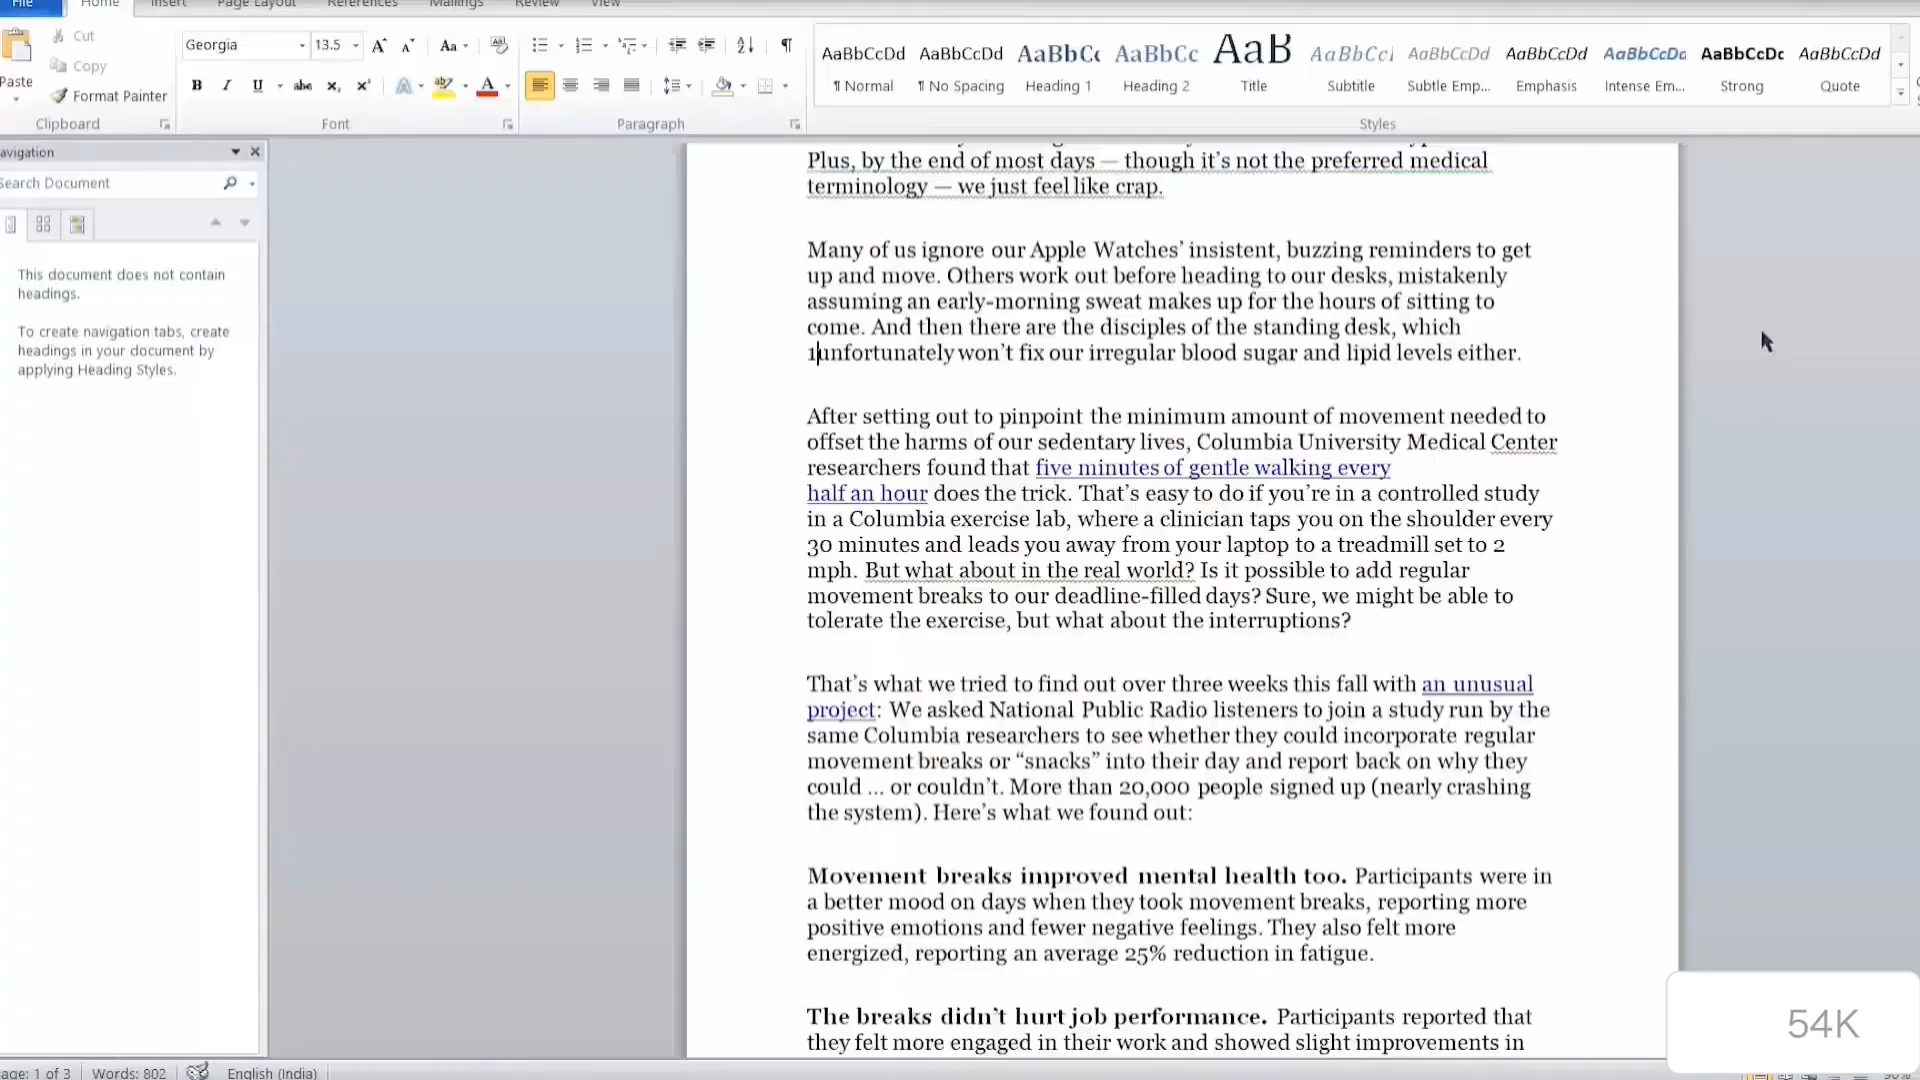 File Home Insert Page Layout References Mailings Review View
Cut
Copy
Format Painter
Paste
Clipboard
Georgia 13.5
Font
Paragraph
AaBbCcDd AaBbCcDd AaBbC AaBbCc AaB AaBbCcI AaBbCcDd AaBbCcDd AaBbCcDd AaBbCcDc AaBbCcDd
¶ Normal ¶ No Spacing Heading 1 Heading 2 Title Subtitle Subtle Emp... Emphasis Intense Em... Strong Quote
Styles
avigation
Search Document
This document does not contain
headings.
To create navigation tabs, create
headings in your document by
applying Heading Styles.
Plus, by the end of most days — though it’s not the preferred medical
terminology — we just feel like crap.
Many of us ignore our Apple Watches’ insistent, buzzing reminders to get
up and move. Others work out before heading to our desks, mistakenly
assuming an early-morning sweat makes up for the hours of sitting to
come. And then there are the disciples of the standing desk, which
1unfortunately won’t fix our irregular blood sugar and lipid levels either.
After setting out to pinpoint the minimum amount of movement needed to
offset the harms of our sedentary lives, Columbia University Medical Center
researchers found that five minutes of gentle walking every
half an hour does the trick. That’s easy to do if you’re in a controlled study
in a Columbia exercise lab, where a clinician taps you on the shoulder every
30 minutes and leads you away from your laptop to a treadmill set to 2
mph. But what about in the real world? Is it possible to add regular
movement breaks to our deadline-filled days? Sure, we might be able to
tolerate the exercise, but what about the interruptions?
That’s what we tried to find out over three weeks this fall with an unusual
project: We asked National Public Radio listeners to join a study run by the
same Columbia researchers to see whether they could incorporate regular
movement breaks or “snacks” into their day and report back on why they
could ... or couldn’t. More than 20,000 people signed up (nearly crashing
the system). Here’s what we found out:
Movement breaks improved mental health too. Participants were in
a better mood on days when they took movement breaks, reporting more
positive emotions and fewer negative feelings. They also felt more
energized, reporting an average 25% reduction in fatigue.
The breaks didn’t hurt job performance. Participants reported that
they felt more engaged in their work and showed slight improvements in
54K
age: 1 of 3 Words: 802 English (India)